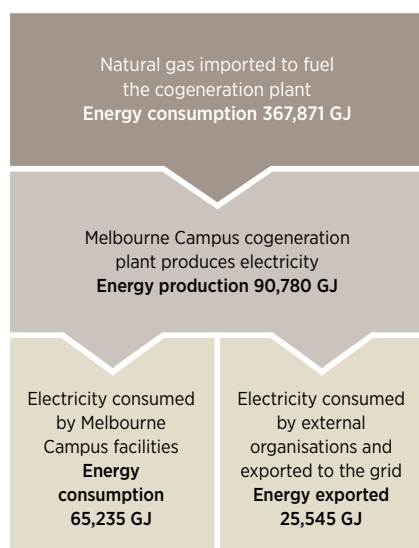 Natural gas imported to fuel
the cogeneration plant
Energy consumption 367,871 GJ
Melbourne Campus cogeneration
plant produces electricity
Energy production 90,780 GJ
Electricity consumed
by Melbourne
Campus facilities
Energy
consumption
65,235 GJ
Electricity consumed
by external
organisations and
exported to the grid
Energy exported
25,545 GJ